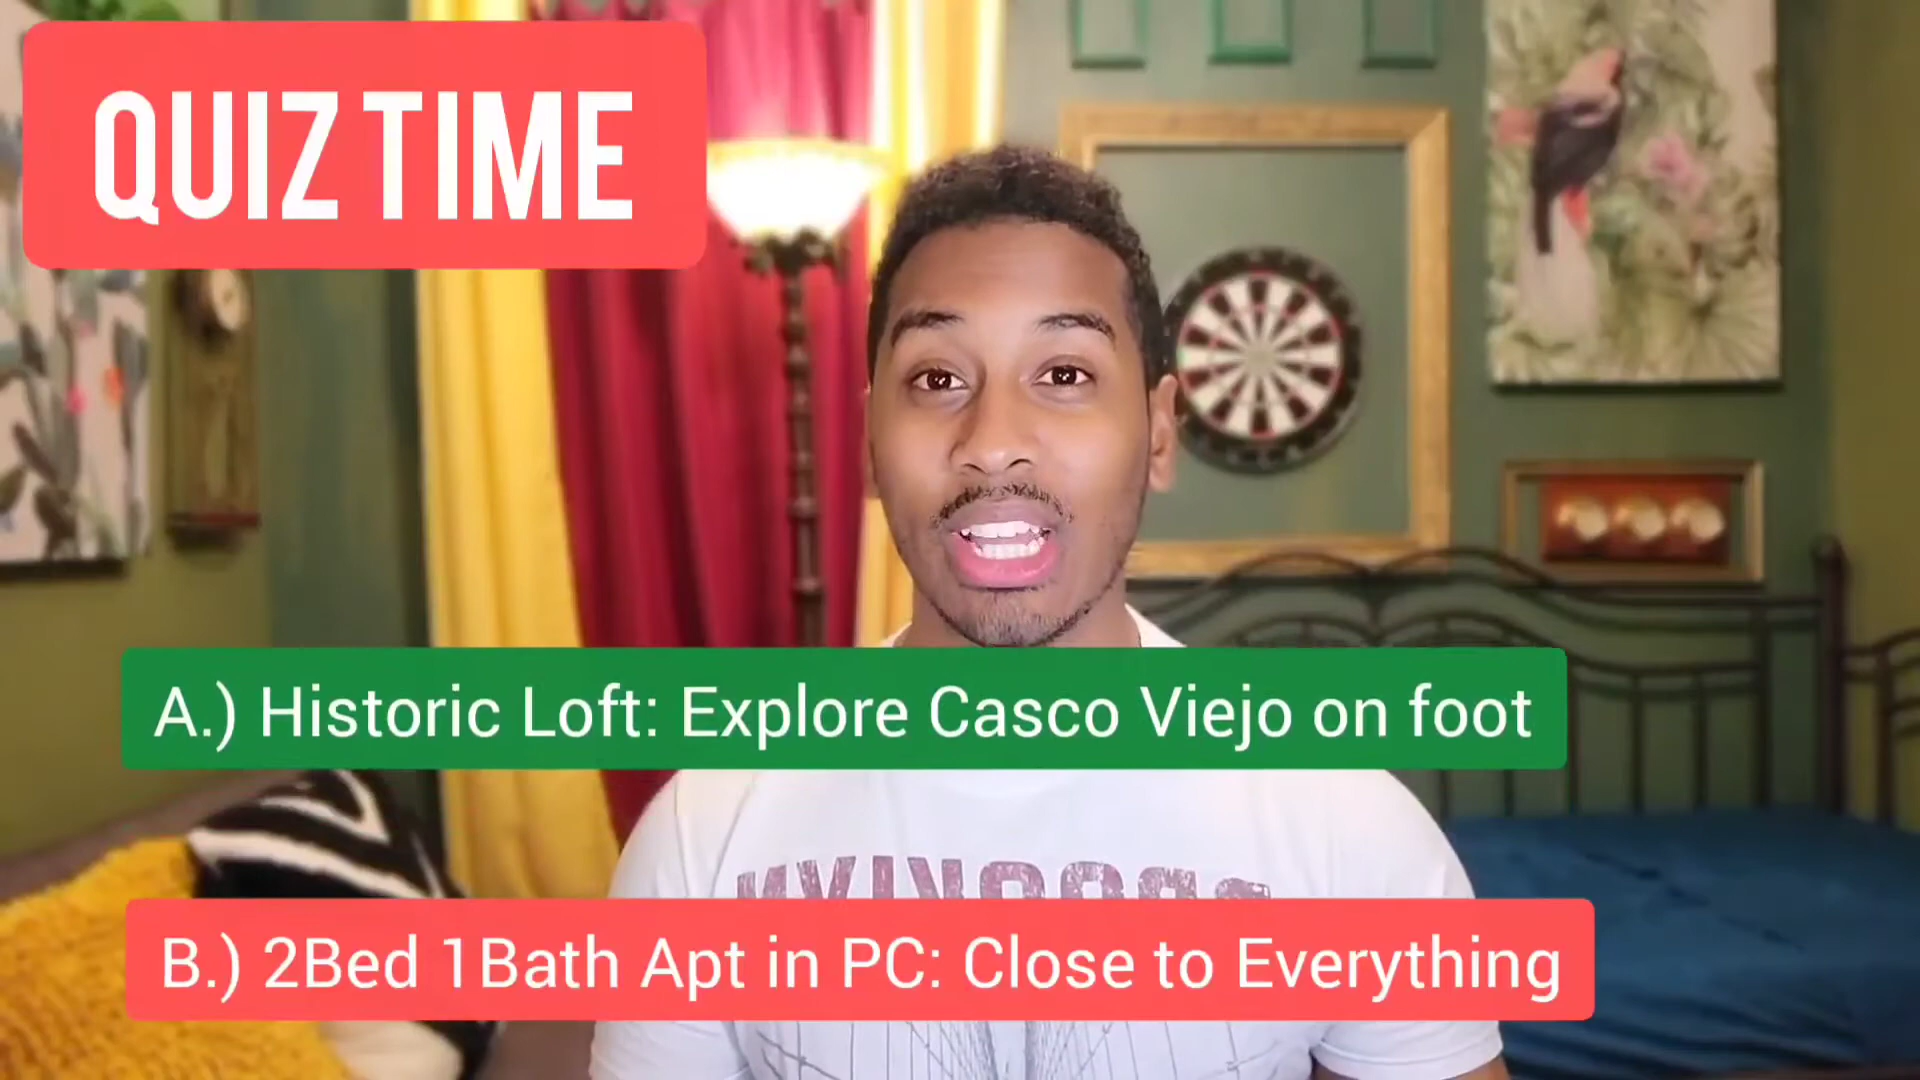 QUIZ TIME
A.) Historic Loft: Explore Casco Viejo on foot
B.) 2Bed 1Bath Apt in PC: Close to Everything